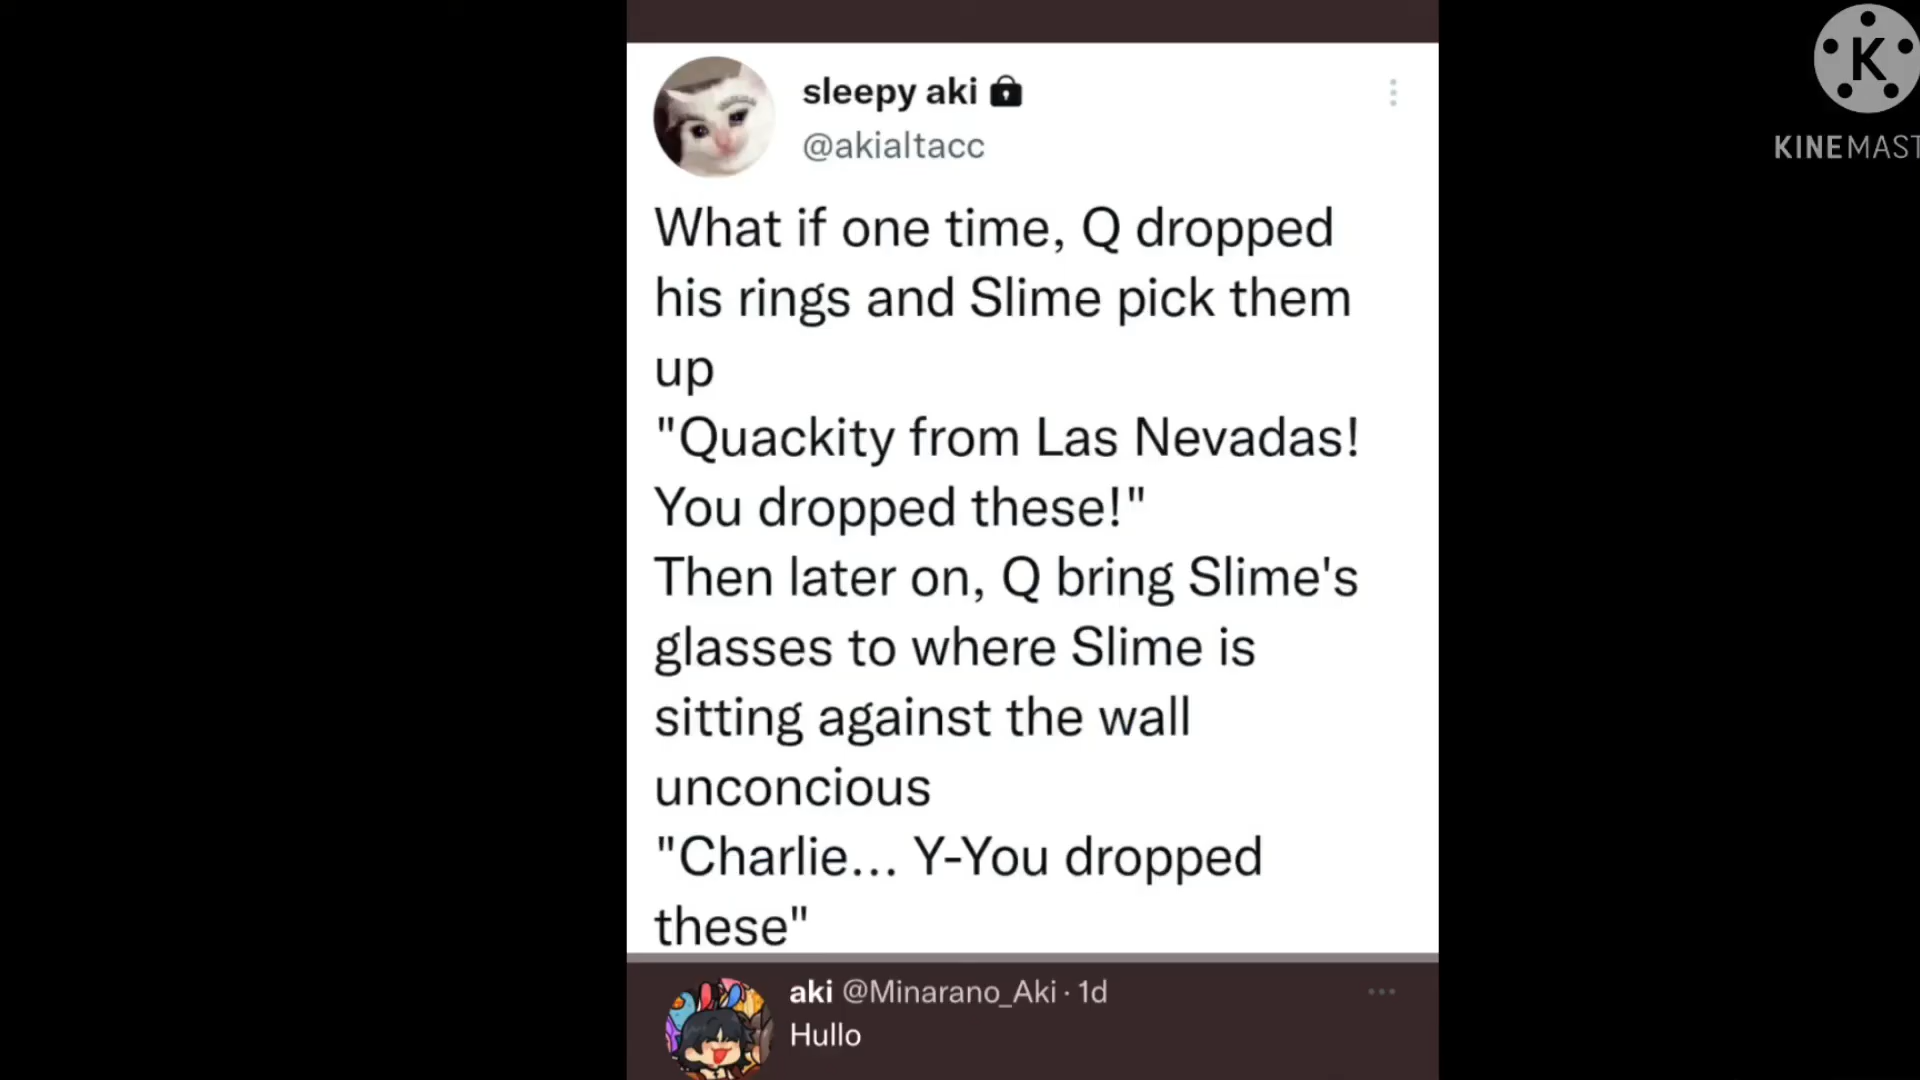 sleepy aki
@akialtacc
What if one time, Q dropped
his rings and Slime pick them
up
"Quackity from Las Nevadas!
You dropped these!"
Then later on, Q bring Slime's
glasses to where Slime is
sitting against the wall
unconcious
"Charlie... Y-You dropped
these"
aki @Minarano_Aki · 1d
Hullo
K
KINEMAST